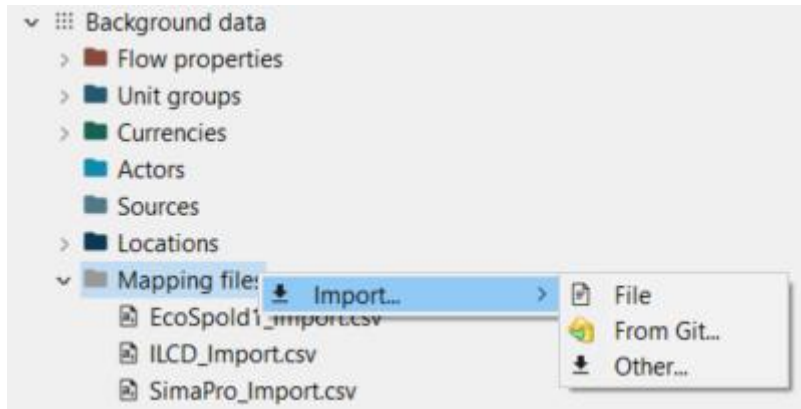 Background data
Flow properties
Unit groups
Currencies
Actors
Sources
Locations
Mapping files
Import...
File
EcoSpold1_Import.csv
From Git...
ILCD_Import.csv
Other...
SimaPro_Import.csv